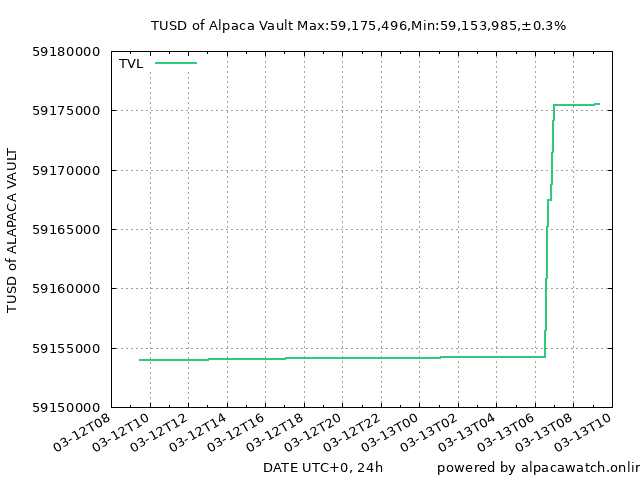 TUSD of Alpaca Vault Max:59,175,496,Min:59,153,985,±0.3%
TVL
59180000
59175000
59170000
59165000
59160000
59155000
59150000
TUSD of ALAPACA VAULT
03-12T08
03-12T10
03-12T12
03-12T14
03-12T16
03-12T18
03-12T20
03-12T22
03-13T00
03-13T02
03-13T04
03-13T06
03-13T08
03-13T10
DATE UTC+0, 24h
powered by alpacawatch.onlin